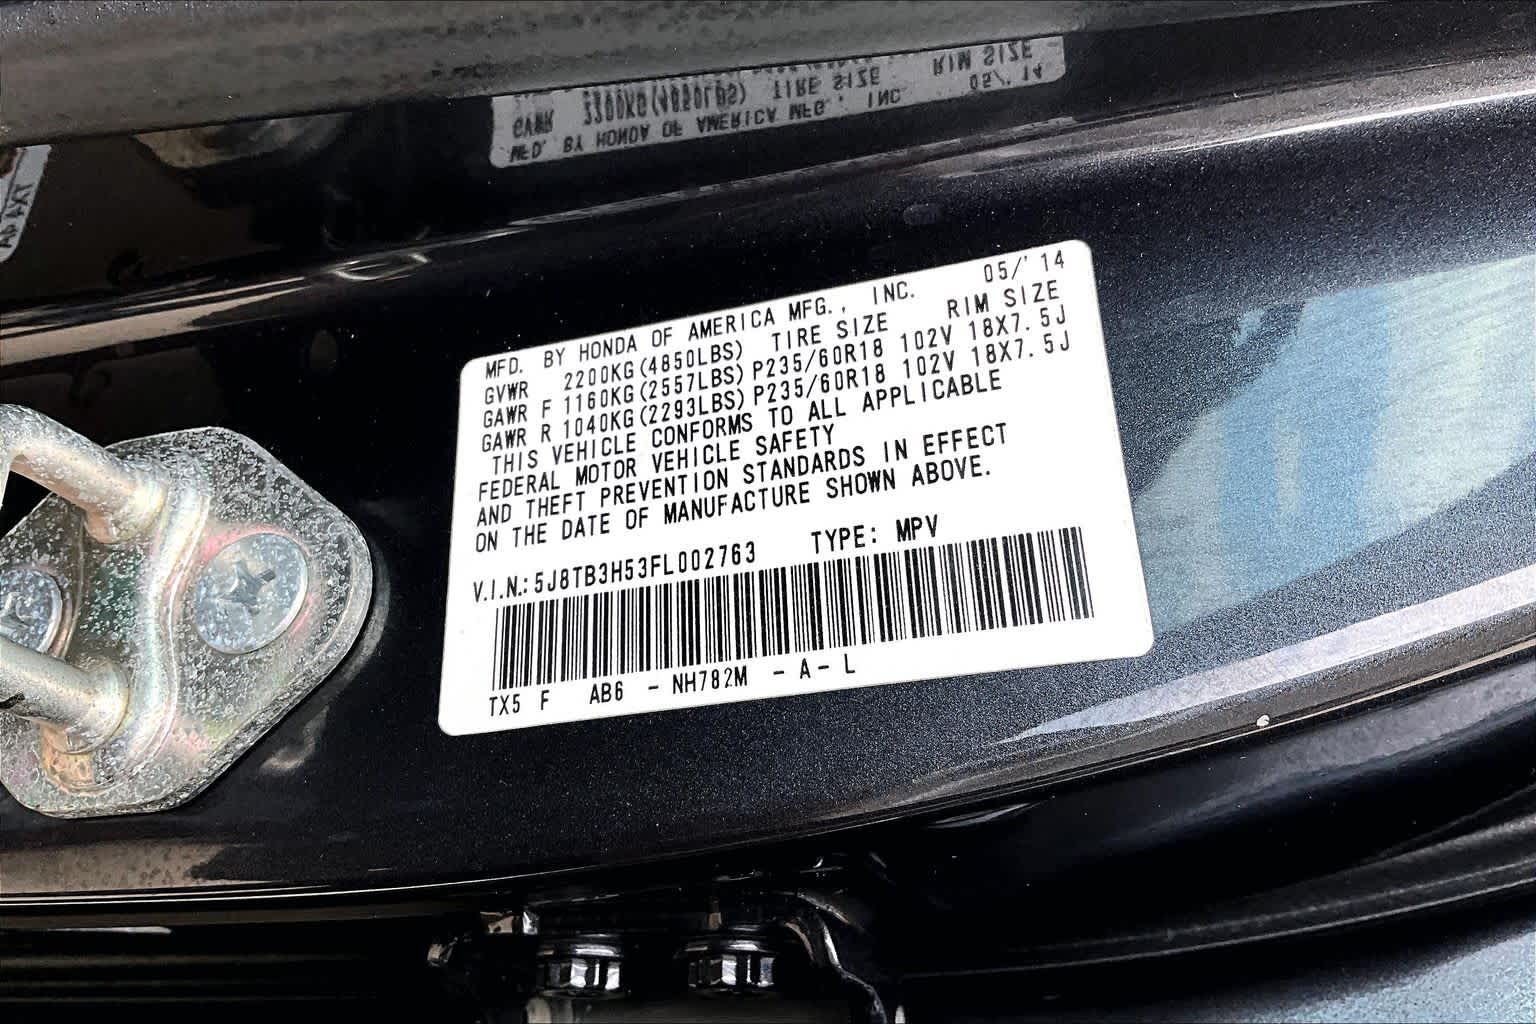 MFD. BY HONDA OF AMERICA MFG., INC. 05/'14
GVWR 2200KG(4850LBS) TIRE SIZE RIM SIZE
GAWR F 1160KG(2557LBS) P235/60R18 102V 18X7.5J
GAWR R 1040KG(2293LBS) P235/60R18 102V 18X7.5J
THIS VEHICLE CONFORMS TO ALL APPLICABLE
FEDERAL MOTOR VEHICLE SAFETY
AND THEFT PREVENTION STANDARDS IN EFFECT
ON THE DATE OF MANUFACTURE SHOWN ABOVE.
V.I.N.: 5J8TB3H53FL002763 TYPE: MPV
TX5 F AB6 - NH782M - A - L